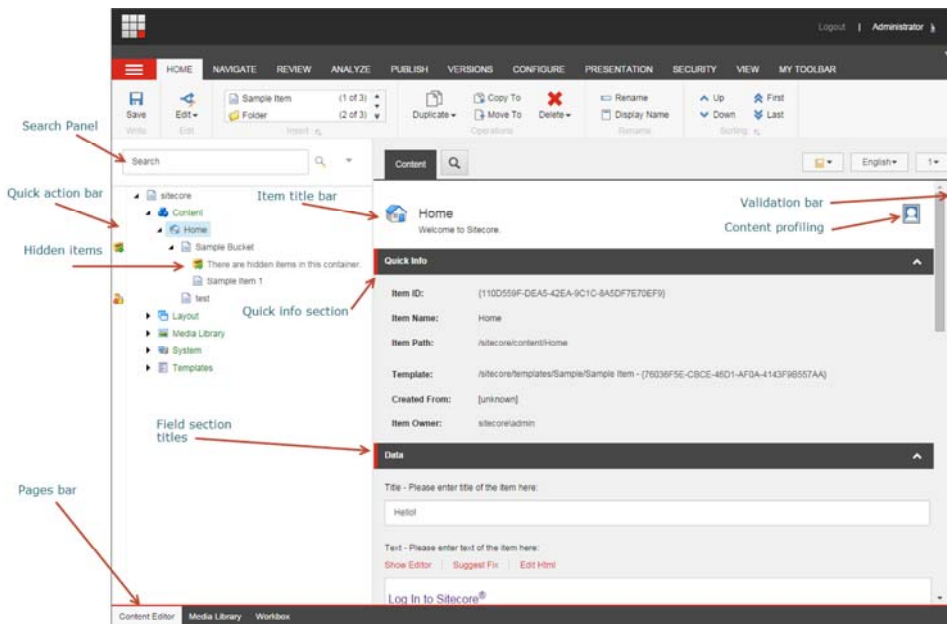 Logout | Administrator
HOME NAVIGATE REVIEW ANALYZE PUBLISH VERSIONS CONFIGURE PRESENTATION SECURITY VIEW MY TOOLBAR
Save Edit Sample Item (1 of 3) Duplicate Copy To Delete Rename Up First
Folder (2 of 3) Move To Display Name Down Last
Write Edit Insert Operations Rename Sorting
Search Panel
Search
Content English 1
Quick action bar
Hidden items
sitecore
Content
Home
Sample Bucket
There are hidden items in this container.
Sample Item 1
test
Layout
Media Library
System
Templates
Item title bar
Home
Welcome to Sitecore.
Validation bar
Content profiling
Quick Info
Quick info section
Item ID: {110D559F-DEA5-42EA-9C1C-8A5DF7E70EF9}
Item Name: Home
Item Path: /sitecore/content/Home
Template: /sitecore/templates/Sample/Sample Item - {76036F5E-CBCE-46D1-AF0A-4143F9B557AA}
Created From: [unknown]
Item Owner: sitecore\admin
Field section
titles
Data
Title - Please enter title of the item here:
Hello!
Text - Please enter text of the item here:
Show Editor Suggest Fix Edit Html
Log In to Sitecore®
Pages bar
Content Editor Media Library Workbox